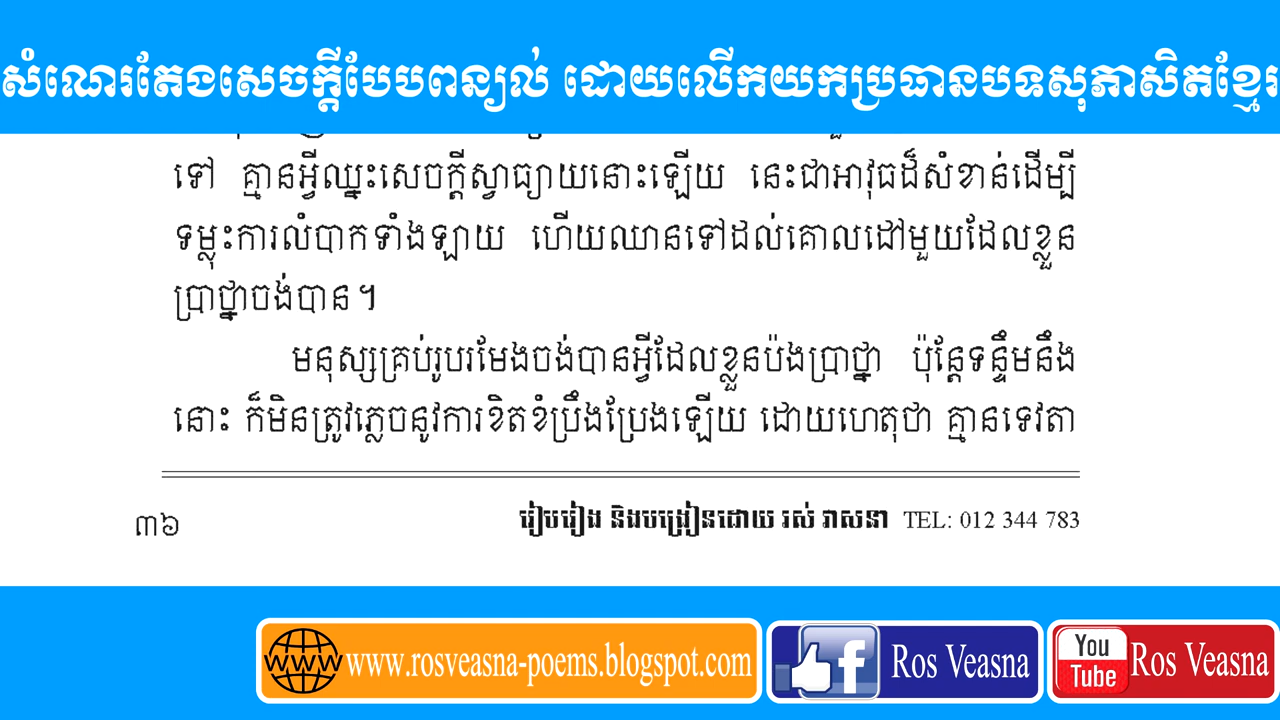 សំណេរតែងសេចក្ដីបែបពន្យល់ ដោយលើកយកប្រធានបទសុភាសិតខ្មែរ
ទៅ គ្មានអ្វីឈ្នះសេចក្ដីស្វាធ្យាយនោះឡើយ នេះជាអាវុធដ៏សំខាន់ដើម្បី
ទម្លុះការលំបាកទាំងឡាយ ហើយឈានទៅដល់គោលដៅមួយដែលខ្លួន
ប្រាថ្នាចង់បាន។
មនុស្សគ្រប់រូបរមែងចង់បានអ្វីដែលខ្លួនប៉ងប្រាថ្នា ប៉ុន្តែទន្ទឹមនឹង
នោះ ក៏មិនត្រូវភ្លេចនូវការខិតខំប្រឹងប្រែងឡើយ ដោយហេតុថា គ្មានទេវតា
៣៦ រៀបរៀង និងបង្រៀនដោយ រស់ វាសនា TEL: 012 344 783
www.rosveasna-poems.blogspot.com
Ros Veasna
You Tube Ros Veasna